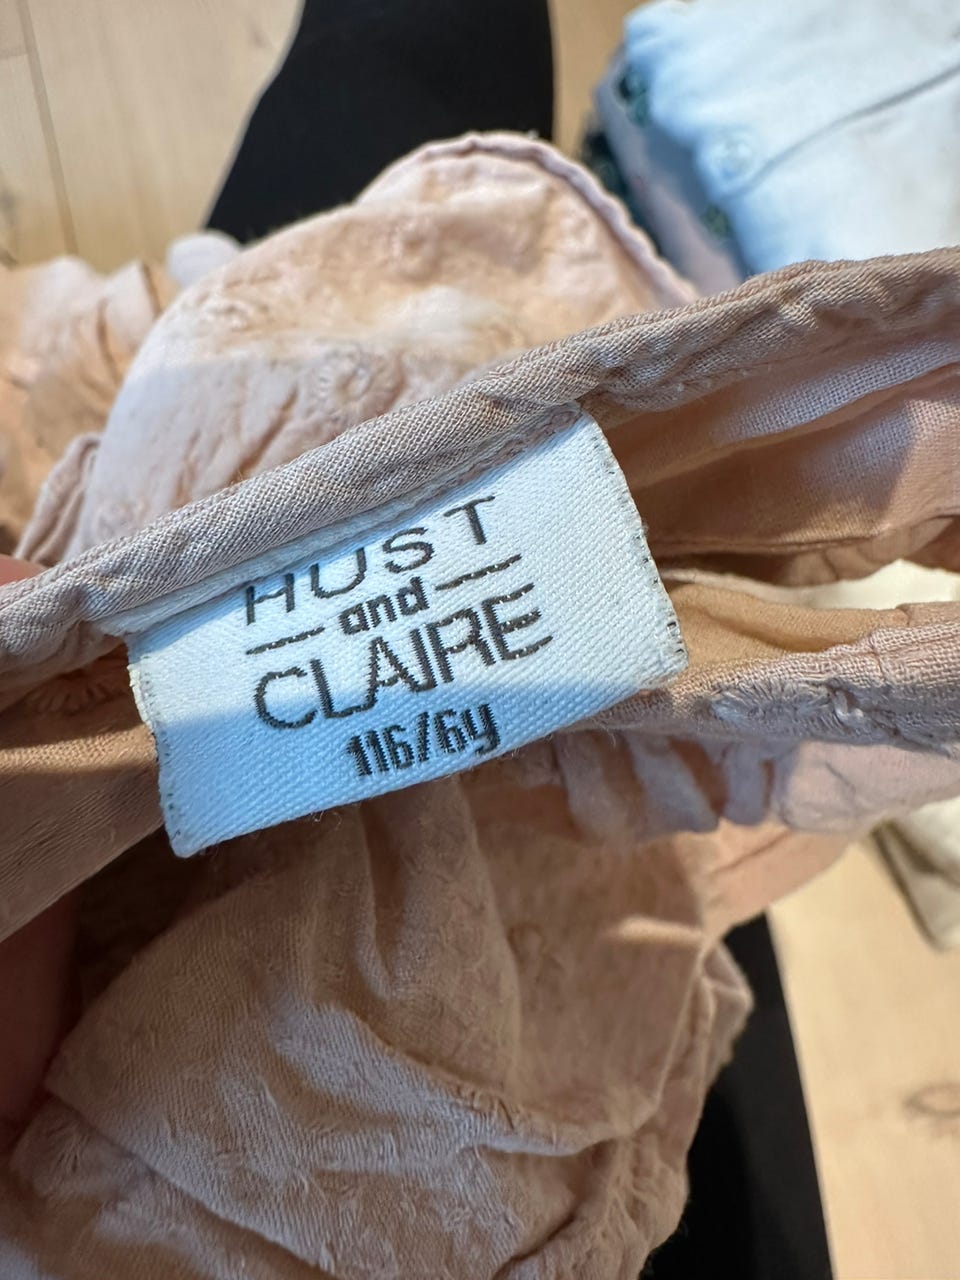 HUST
and
CLAIRE
116/6y